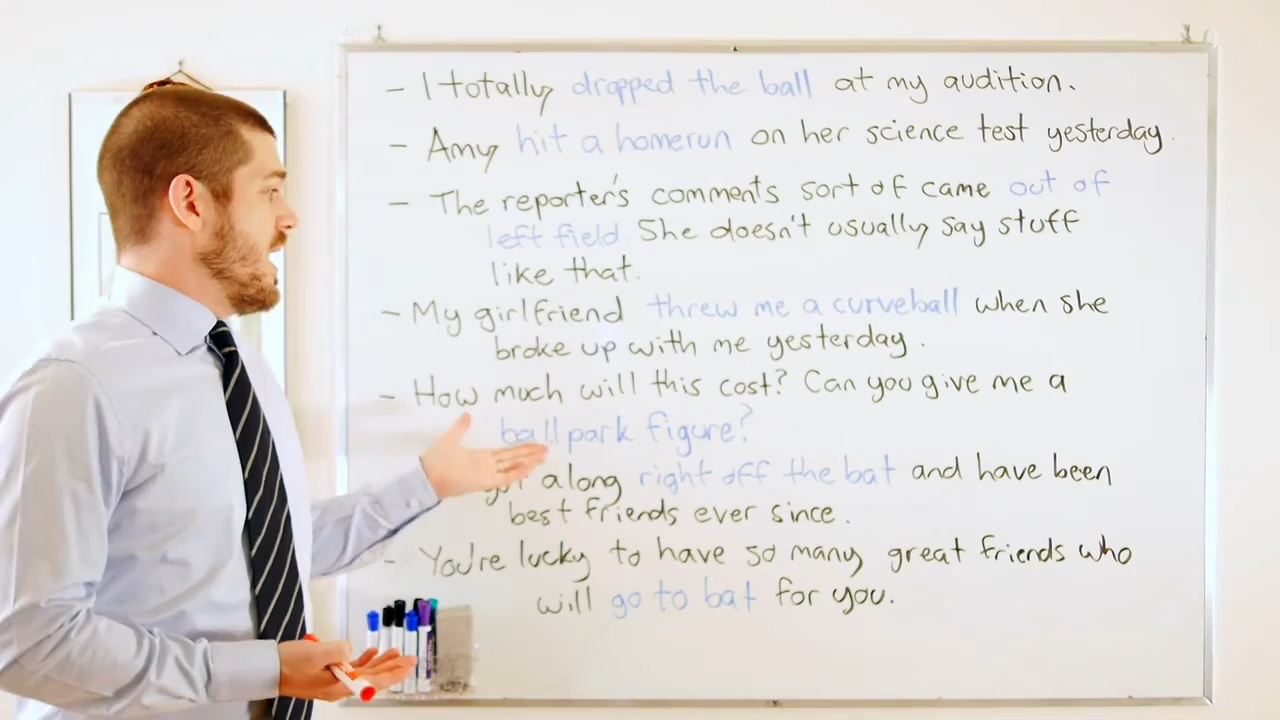 - I totally dropped the ball at my audition.
- Amy hit a homerun on her science test yesterday.
- The reporter's comments sort of came out of
left field. She doesn't usually say stuff
like that.
- My girlfriend threw me a curveball when she
broke up with me yesterday.
- How much will this cost? Can you give me a
ballpark figure?
along right off the bat and have been
best friends ever since.
- You're lucky to have so many great friends who
will go to bat for you.